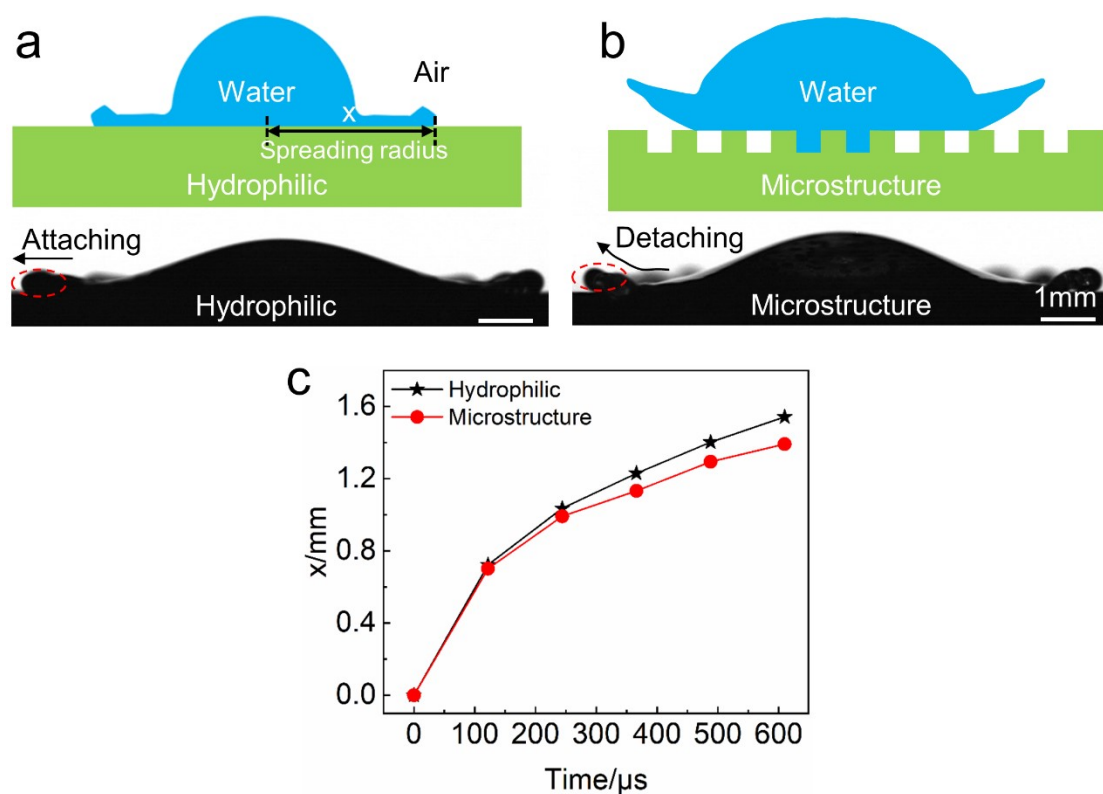 a
Air
Water
x
Spreading radius
Hydrophilic
Attaching
Hydrophilic
b
Water
Microstructure
Detaching
Microstructure
1mm
c
Hydrophilic
Microstructure
x/mm
1.6
1.2
0.8
0.4
0.0
0 100 200 300 400 500 600
Time/μs